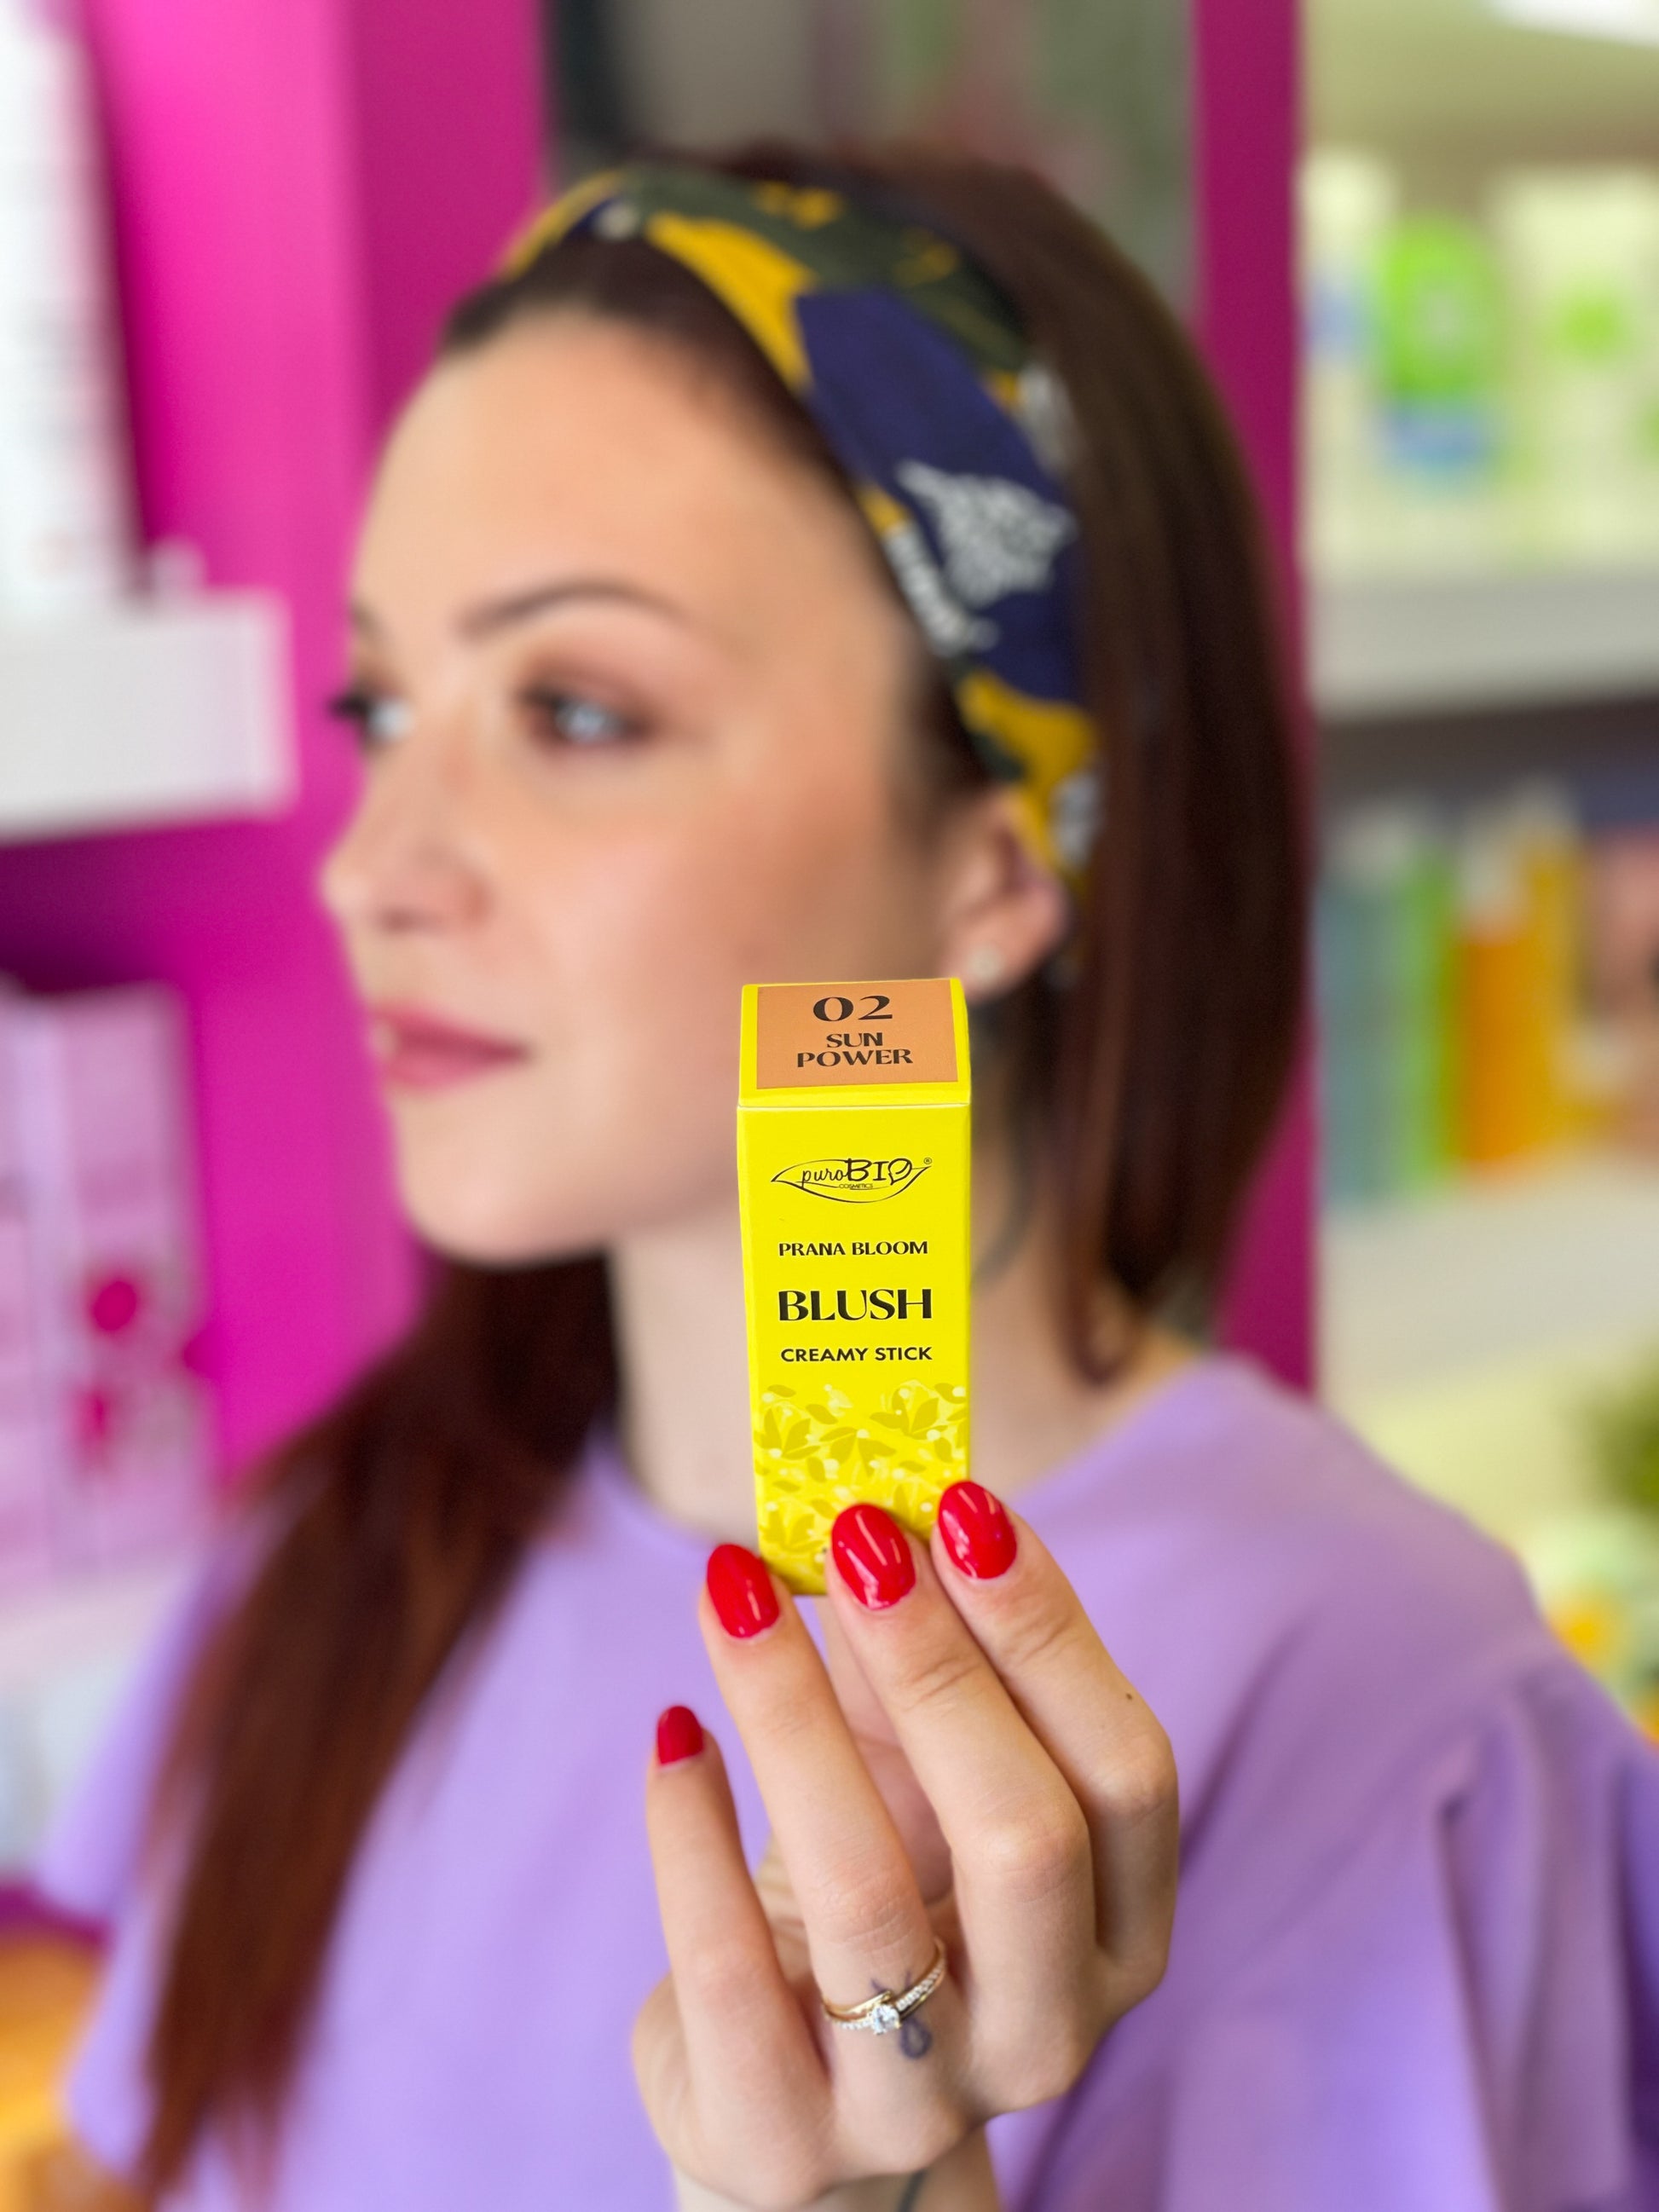 02
SUN
POWER
puroBIO®
COSMETICS
PRANA BLOOM
BLUSH
CREAMY STICK